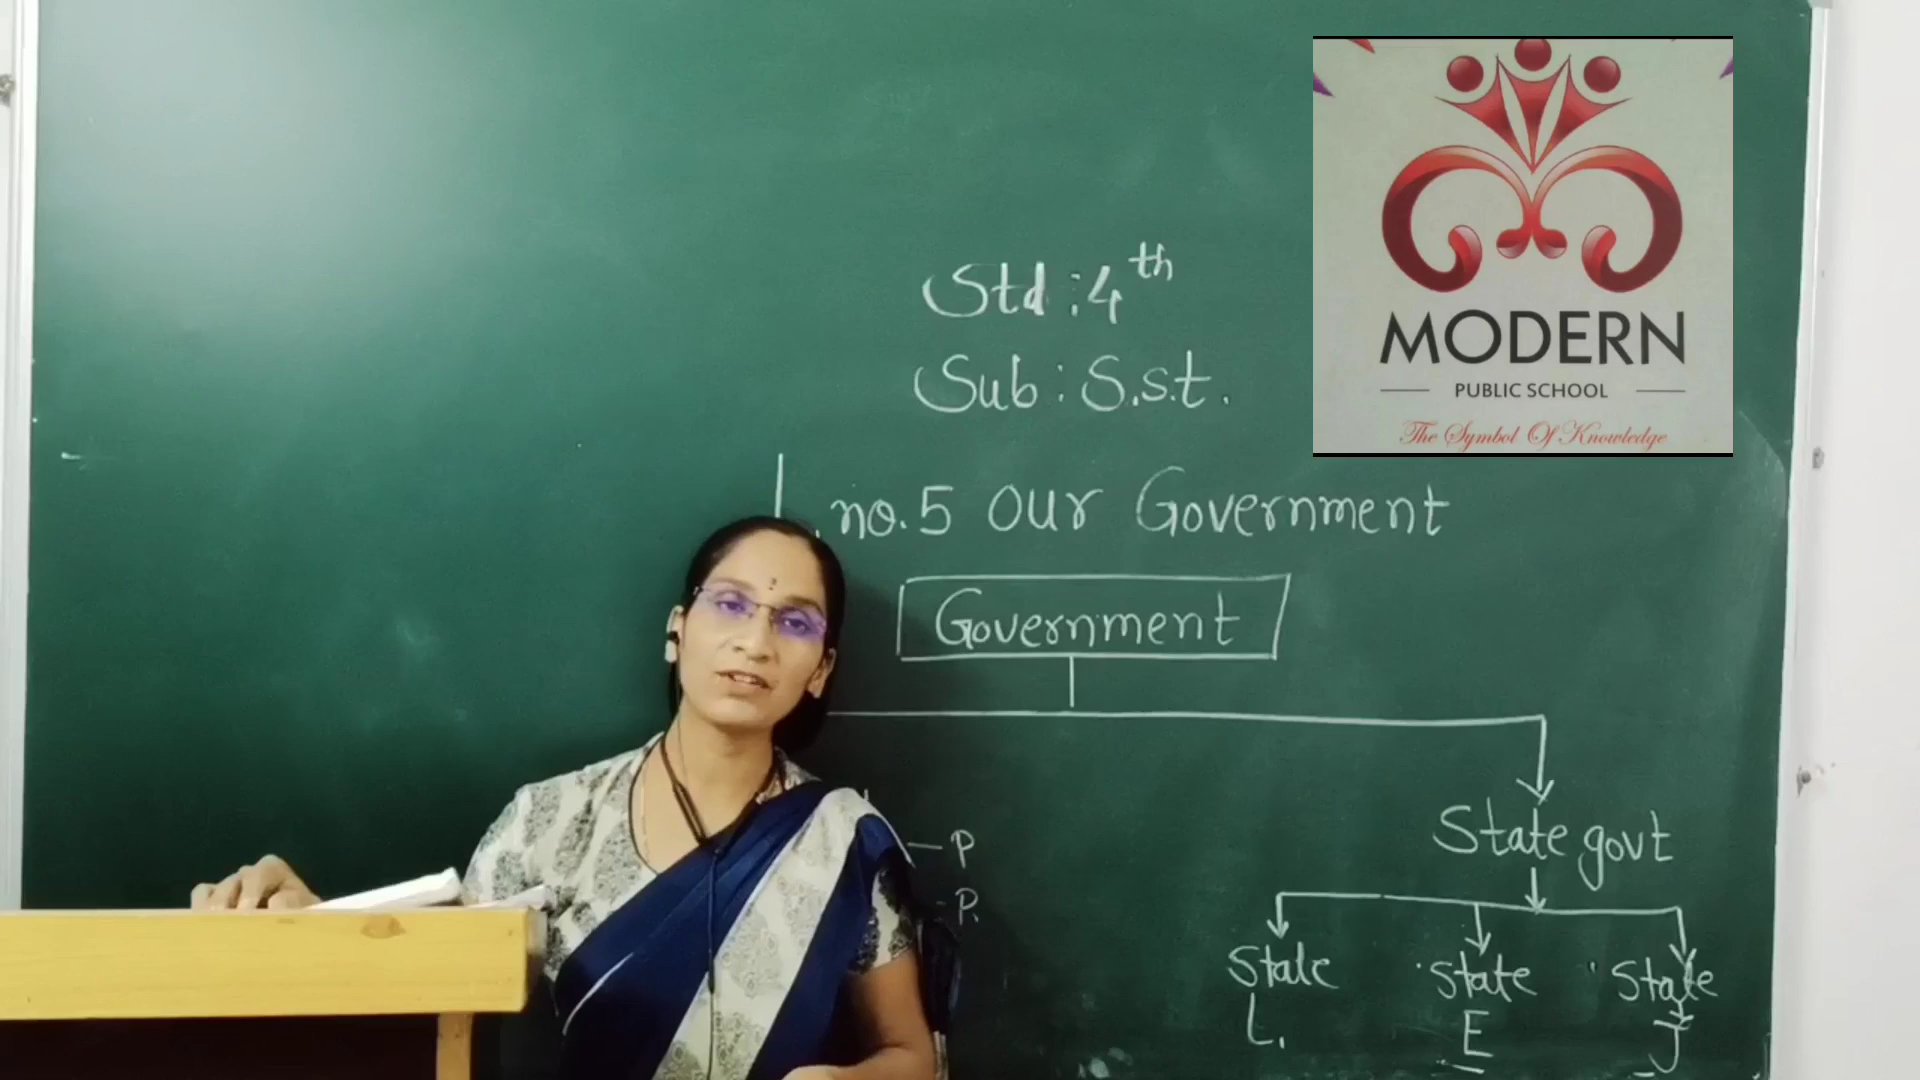 MODERN
PUBLIC SCHOOL
The Symbol Of Knowledge
Std : 4th
Sub : S.s.t.
L.no.5 Our Government
Government
P
P.
State govt
State State State
L. E J